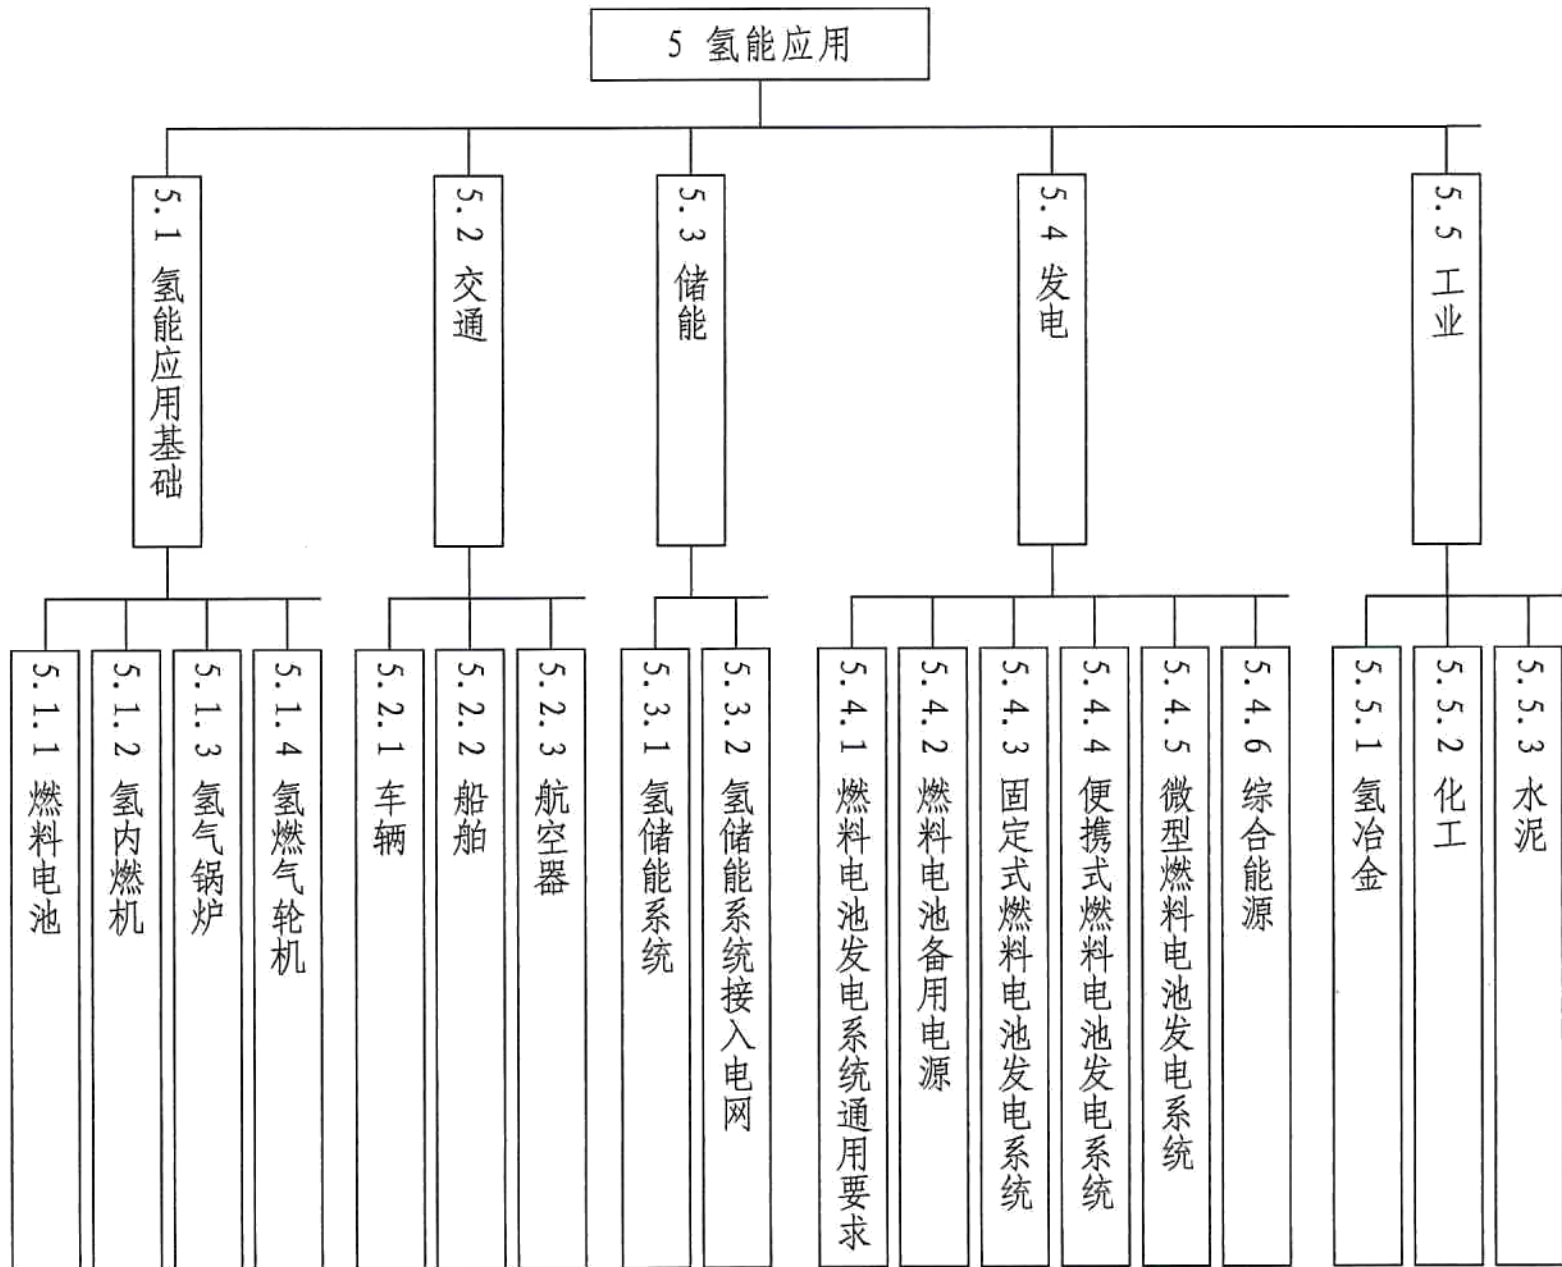 5 氢能应用
5.1 氢能应用基础
5.2 交通
5.3 储能
5.4 发电
5.5 工业
5.1.1 燃料电池
5.1.2 氢内燃机
5.1.3 氢气锅炉
5.1.4 氢燃气轮机
5.2.1 车辆
5.2.2 船舶
5.2.3 航空器
5.3.1 氢储能系统
5.3.2 氢储能系统接入电网
5.4.1 燃料电池发电系统通用要求
5.4.2 燃料电池备用电源
5.4.3 固定式燃料电池发电系统
5.4.4 便携式燃料电池发电系统
5.4.5 微型燃料电池发电系统
5.4.6 综合能源
5.5.1 氢冶金
5.5.2 化工
5.5.3 水泥